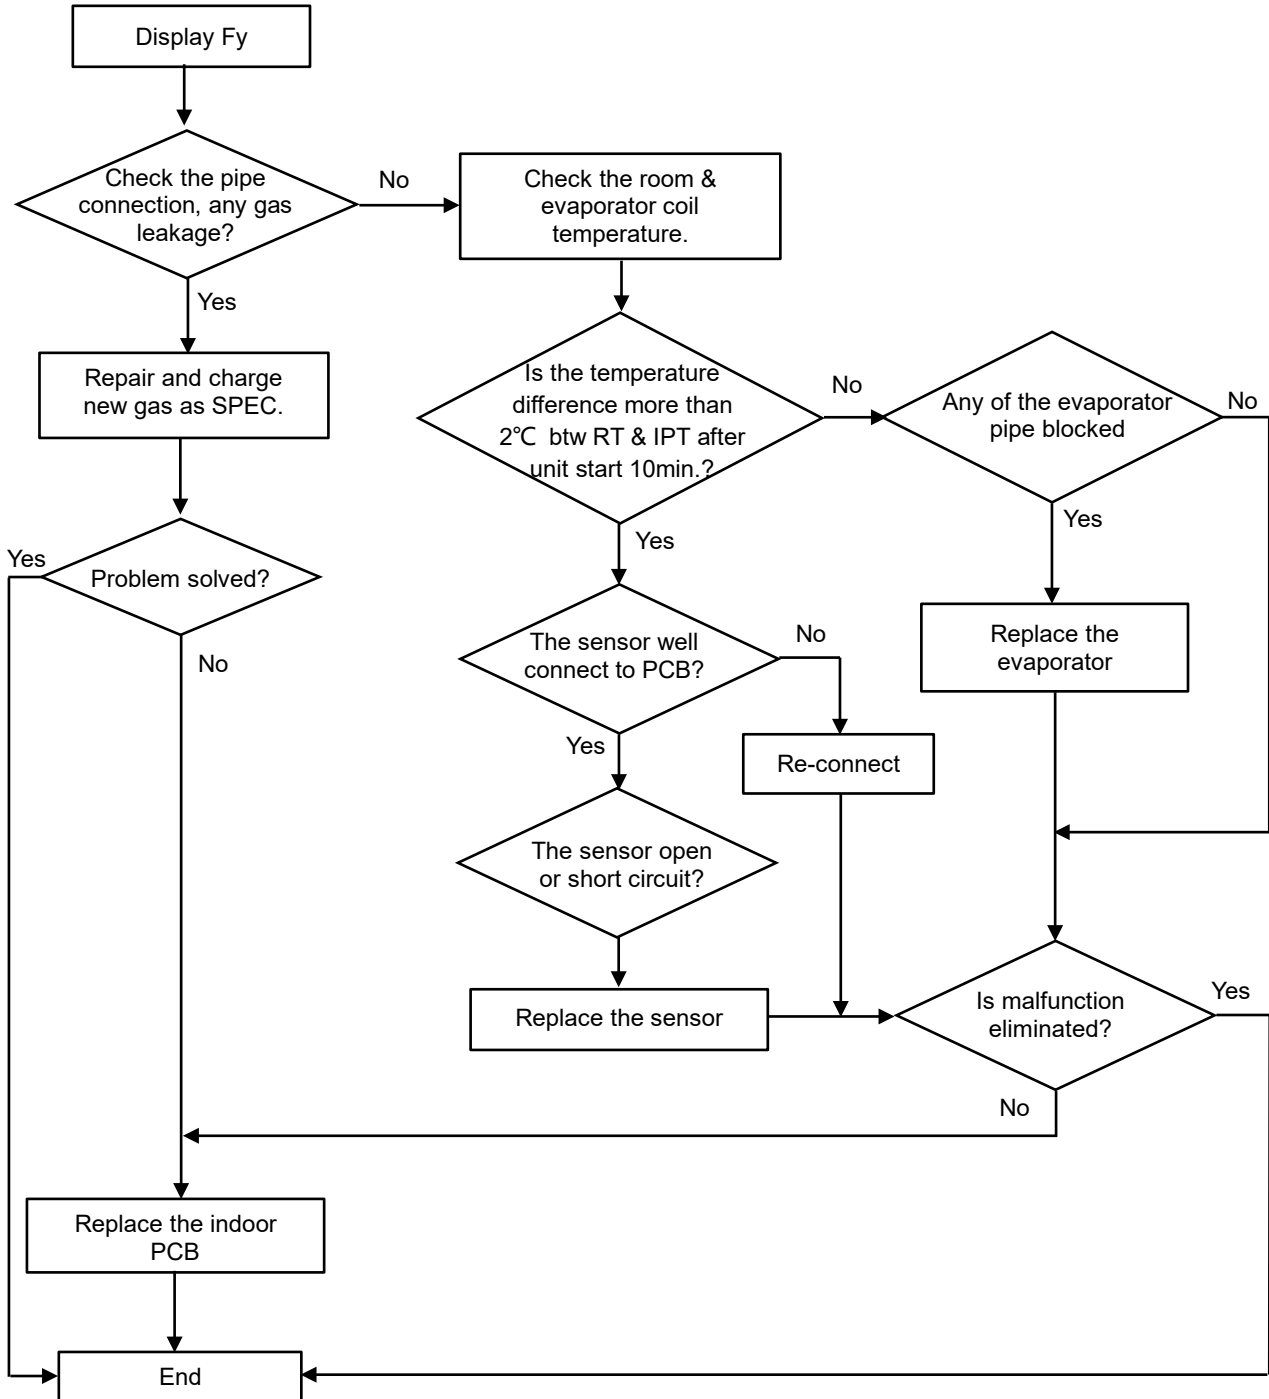 Display Fy
Check the pipe
connection, any gas
leakage?
No
Check the room &
evaporator coil
temperature.
Yes
Repair and charge
new gas as SPEC.
Is the temperature
difference more than
2℃ btw RT & IPT after
unit start 10min.?
No
Any of the evaporator
pipe blocked
No
Yes
Yes
Yes
Problem solved?
No
The sensor well
connect to PCB?
No
Replace the
evaporator
Yes
Re-connect
The sensor open
or short circuit?
Replace the sensor
Is malfunction
eliminated?
Yes
No
Replace the indoor
PCB
End